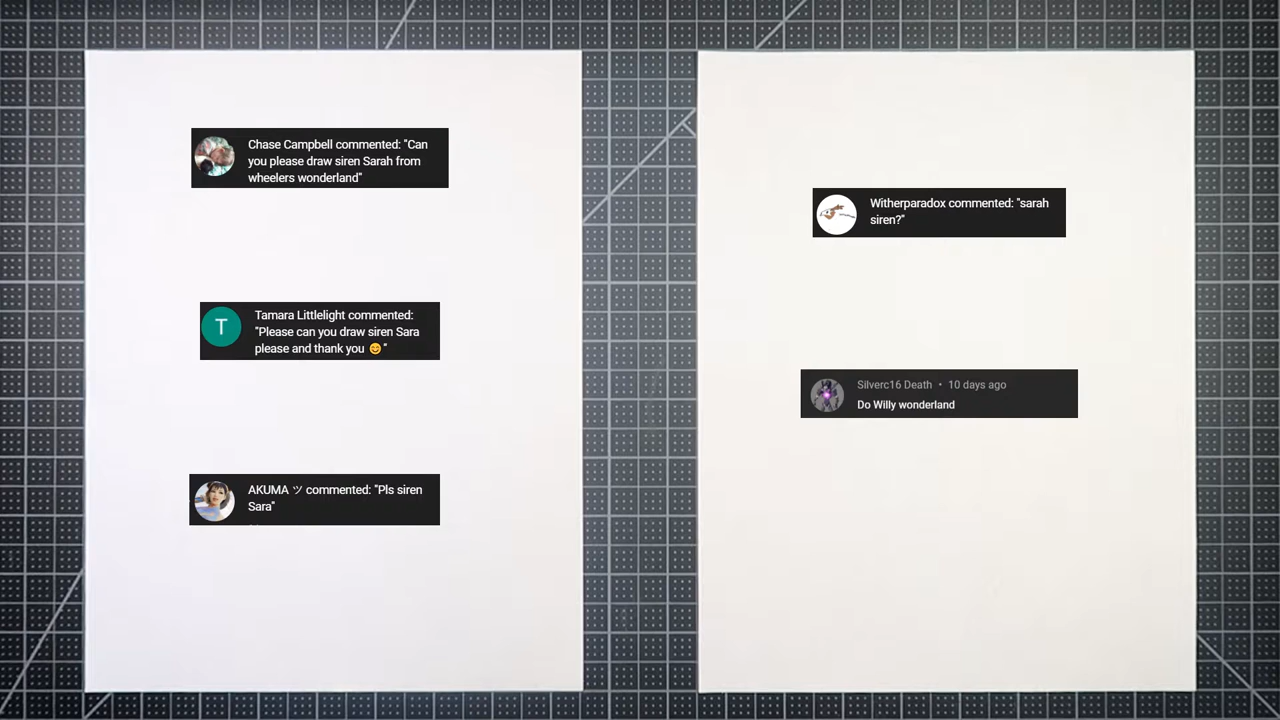 Chase Campbell commented: "Can
you please draw siren Sarah from
wheelers wonderland"
T
Tamara Littlelight commented:
"Please can you draw siren Sara
please and thank you 😊"
AKUMA ツ commented: "Pls siren
Sara"
Witherparadox commented: "sarah
siren?"
Silverc16 Death • 10 days ago
Do Willy wonderland